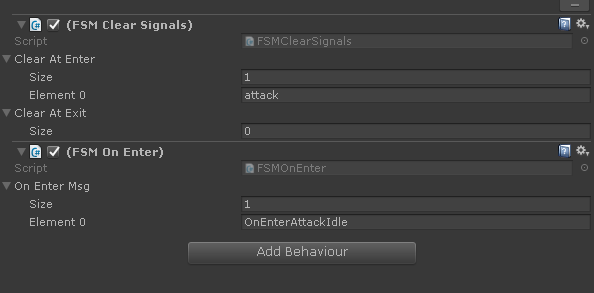 (FSM Clear Signals)
Script FSMClearSignals
Clear At Enter
Size 1
Element 0 attack
Clear At Exit
Size 0
(FSM On Enter)
Script FSMOnEnter
On Enter Msg
Size 1
Element 0 OnEnterAttackIdle
Add Behaviour